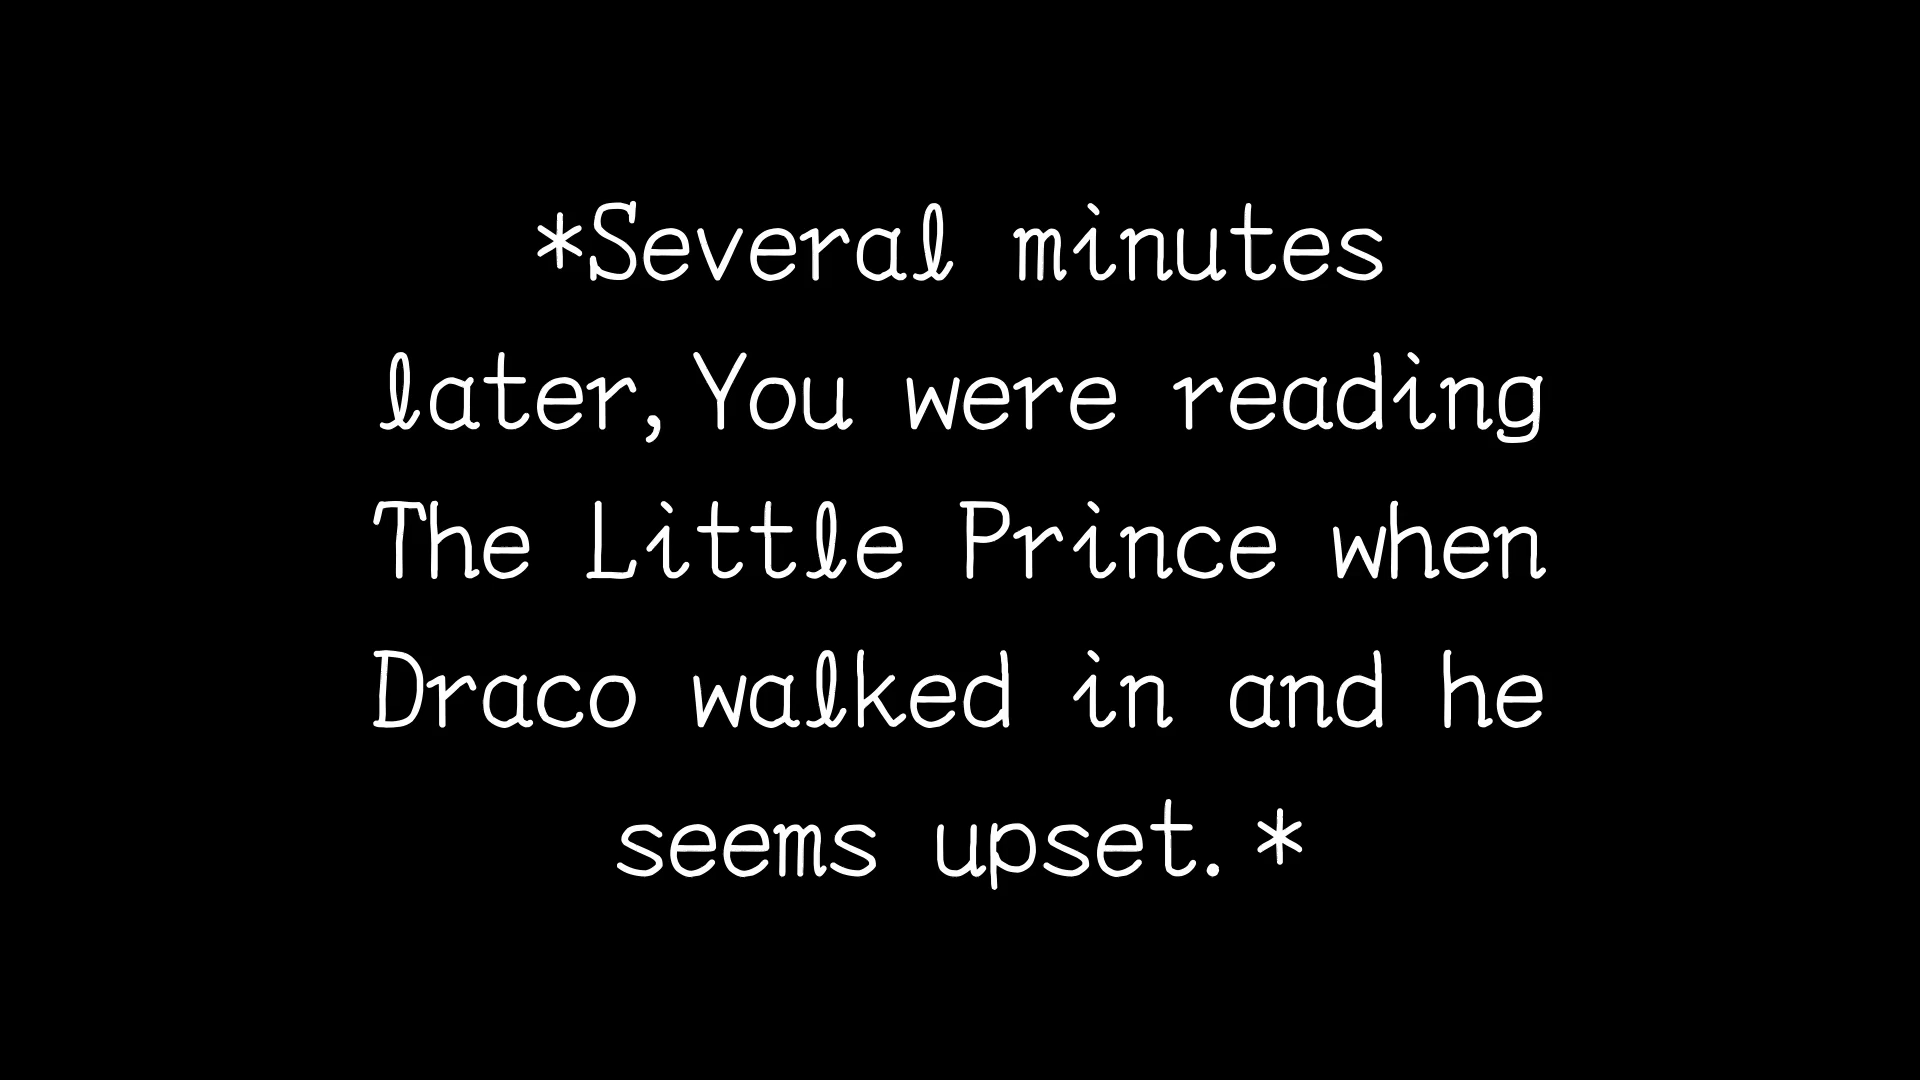 *Several minutes
later,You were reading
The Little Prince when
Draco walked in and he
seems upset.*